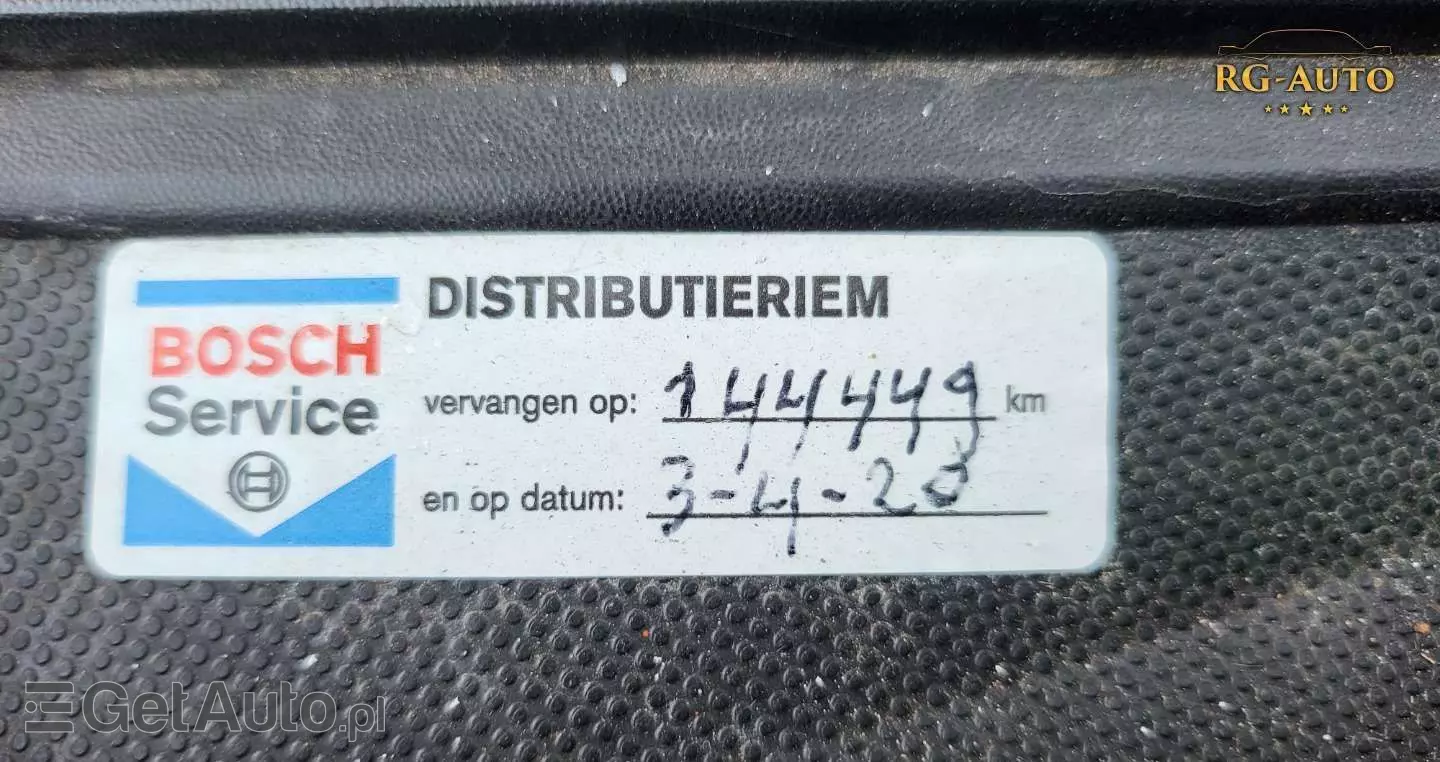 RG-AUTO
DISTRIBUTIERIEM
BOSCH
Service
vervangen op: 144449 km
en op datum: 3-4-20
GetAuto.pl